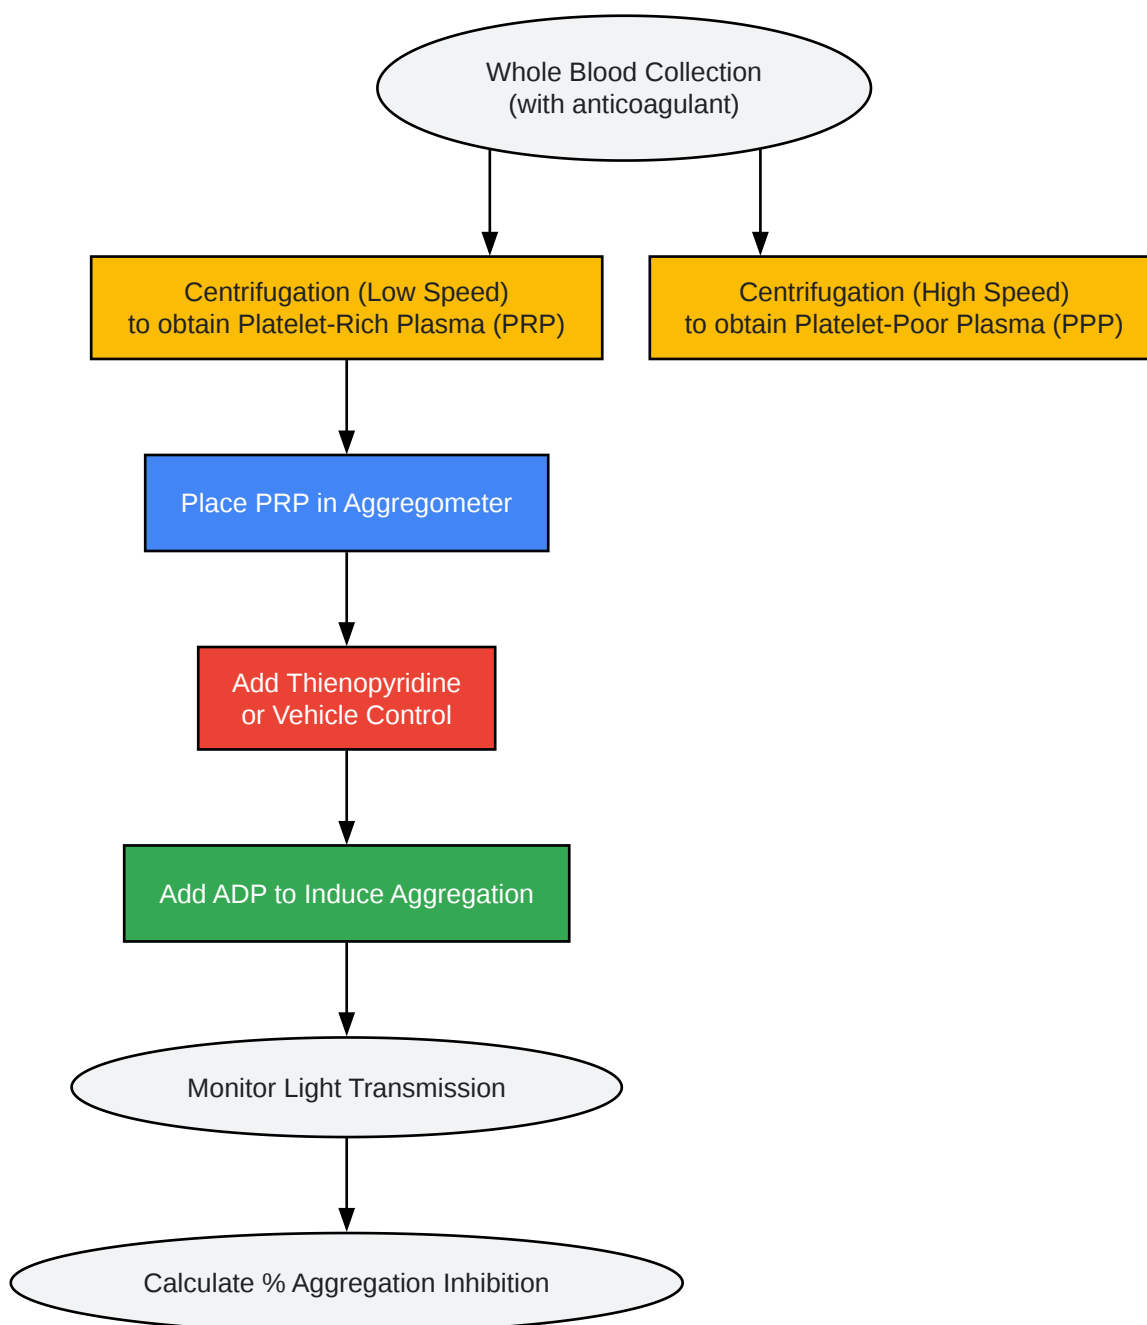 Whole Blood Collection
(with anticoagulant)
Centrifugation (Low Speed)
to obtain Platelet-Rich Plasma (PRP)
Centrifugation (High Speed)
to obtain Platelet-Poor Plasma (PPP)
Place PRP in Aggregometer
Add Thienopyridine
or Vehicle Control
Add ADP to Induce Aggregation
Monitor Light Transmission
Calculate % Aggregation Inhibition